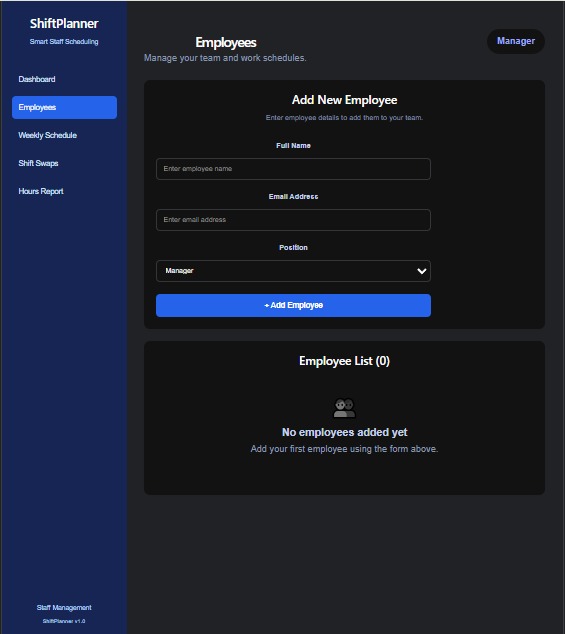 ShiftPlanner
Smart Staff Scheduling
Dashboard
Employees
Weekly Schedule
Shift Swaps
Hours Report
Staff Management
ShiftPlanner v1.0
Employees
Manage your team and work schedules.
Manager
Add New Employee
Enter employee details to add them to your team.
Full Name
Enter employee name
Email Address
Enter email address
Position
Manager
+ Add Employee
Employee List (0)
No employees added yet
Add your first employee using the form above.